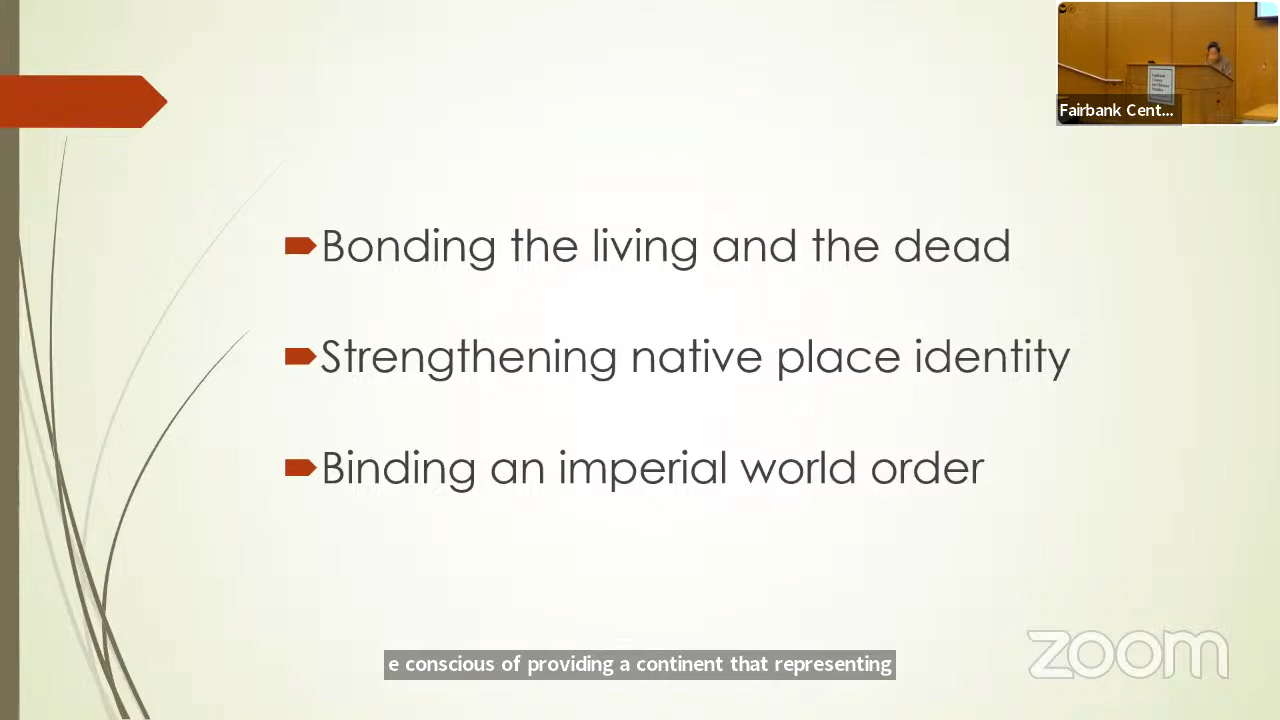 Fairbank Cent...
Bonding the living and the dead
Strengthening native place identity
Binding an imperial world order
e conscious of providing a continent that representing
zoom